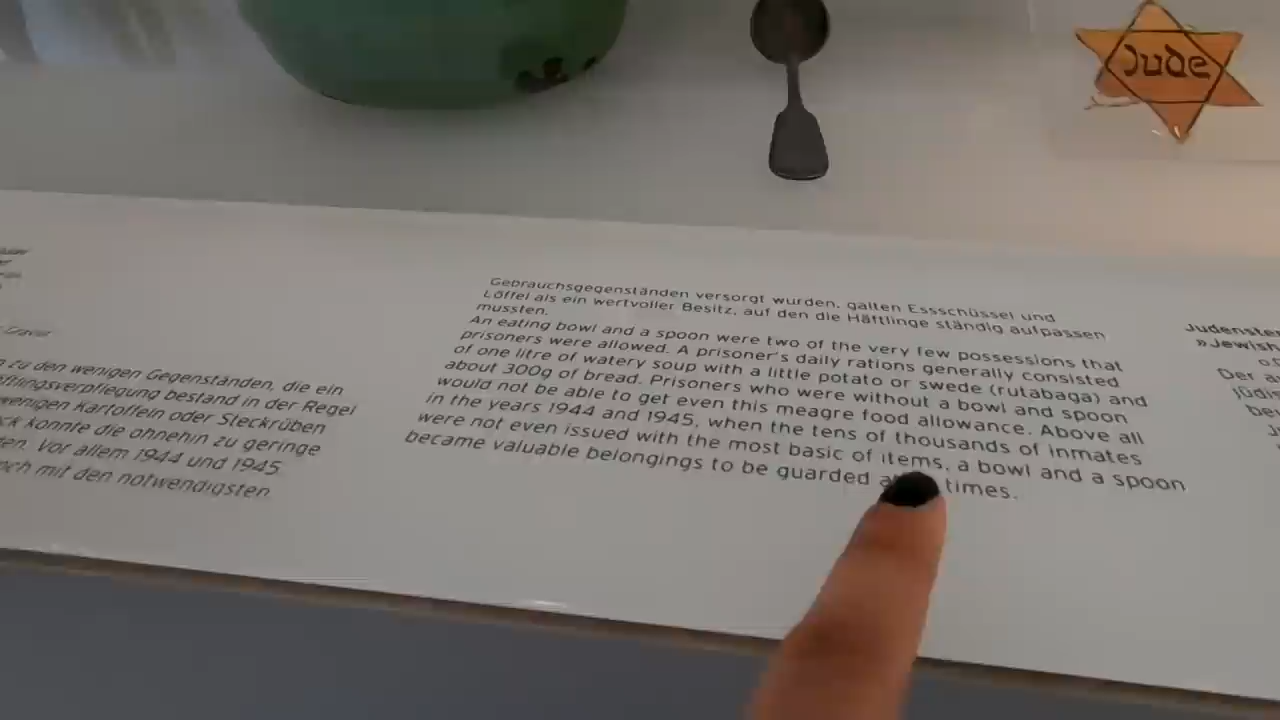 Jude
n zu den wenigen Gegenständen, die ein
ftlingsverpflegung bestand in der Regel
wenigen Kartoffeln oder Steckrüben
ck konnte die ohnehin zu geringe
en. Vor allem 1944 und 1945
och mit den notwendigsten
Gebrauchsgegenständen versorgt wurden, galten Essschüssel und
Löffel als ein wertvoller Besitz, auf den die Häftlinge ständig aufpassen
mussten.
An eating bowl and a spoon were two of the very few possessions that
prisoners were allowed. A prisoner's daily rations generally consisted
of one litre of watery soup with a little potato or swede (rutabaga) and
about 300g of bread. Prisoners who were without a bowl and spoon
would not be able to get even this meagre food allowance. Above all
in the years 1944 and 1945, when the tens of thousands of inmates
were not even issued with the most basic of items, a bowl and a spoon
became valuable belongings to be guarded times.
Judenster
»Jewish
Der a